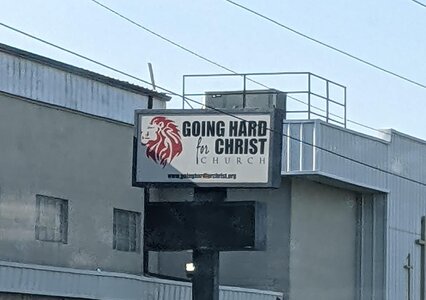 GOING HARD
for CHRIST
CHURCH
www.goinghardforchrist.org